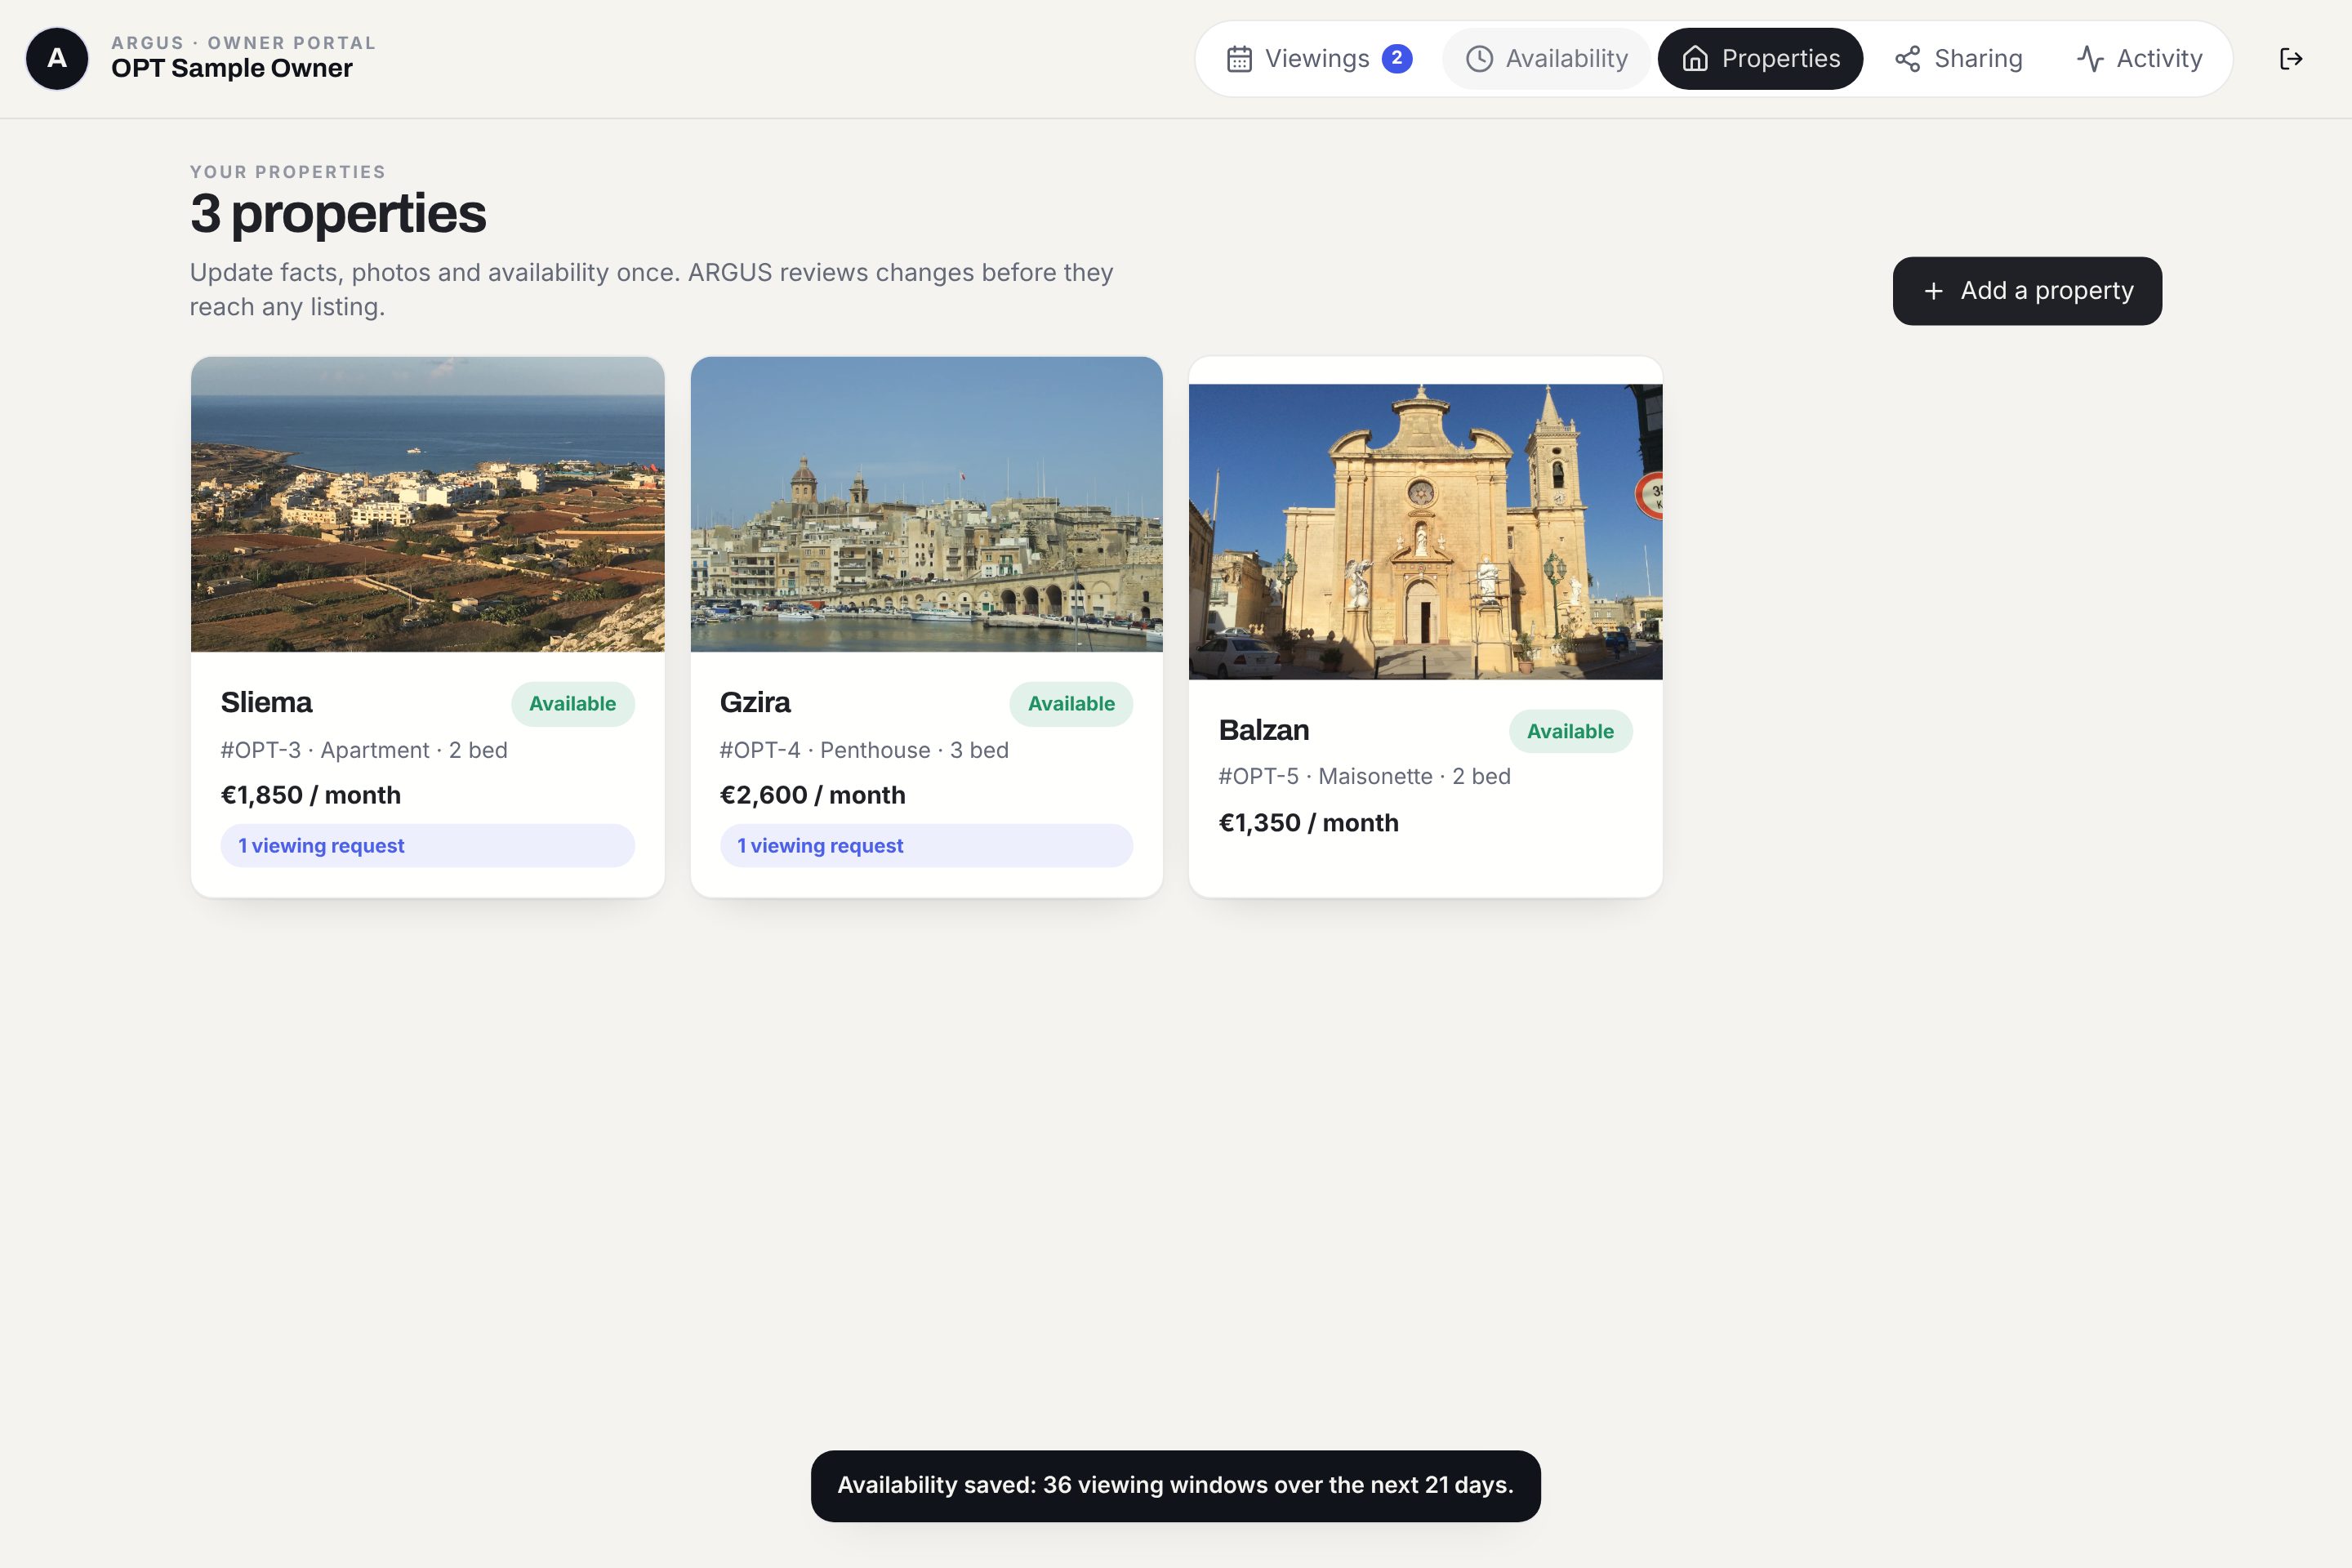 A
ARGUS · OWNER PORTAL
OPT Sample Owner
Viewings 2
Availability
Properties
Sharing
Activity
YOUR PROPERTIES
3 properties
Update facts, photos and availability once. ARGUS reviews changes before they
reach any listing.
Add a property
Sliema
Available
#OPT-3 · Apartment · 2 bed
€1,850 / month
1 viewing request
Gzira
Available
#OPT-4 · Penthouse · 3 bed
€2,600 / month
1 viewing request
Balzan
Available
#OPT-5 · Maisonette · 2 bed
€1,350 / month
Availability saved: 36 viewing windows over the next 21 days.